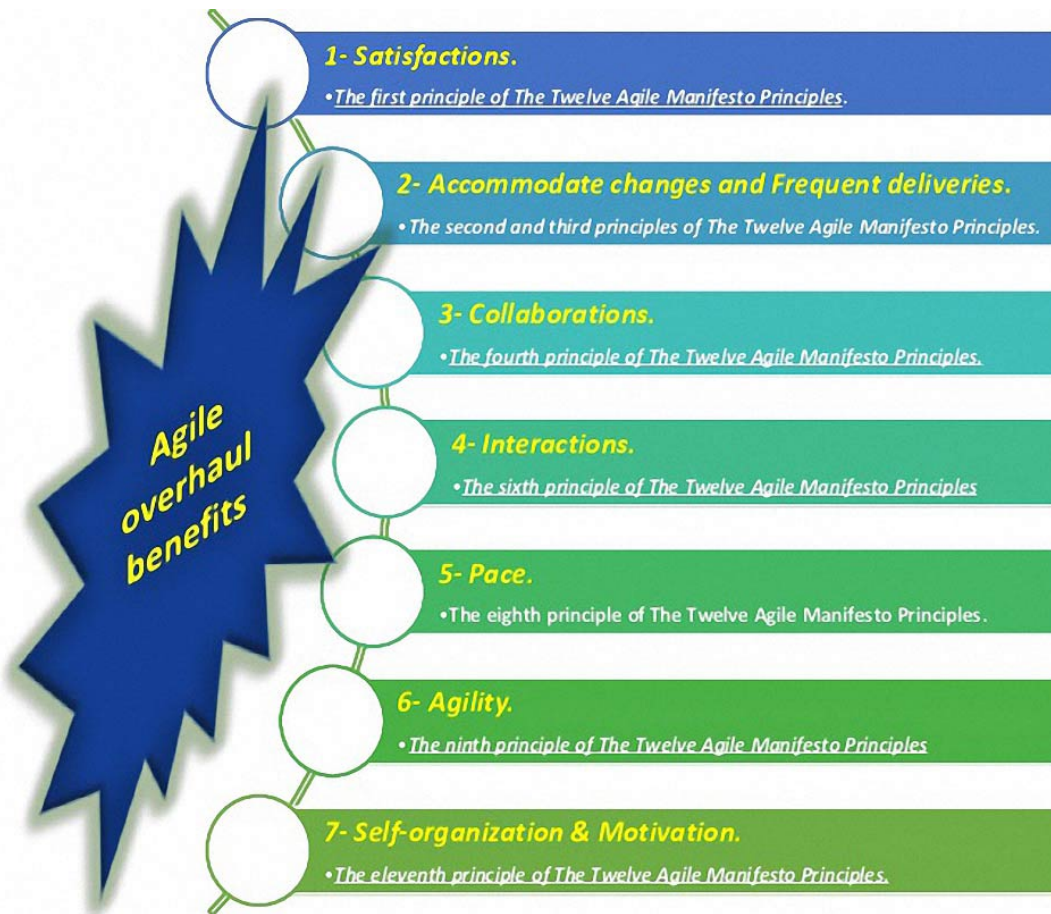 1- Satisfactions.
•The first principle of The Twelve Agile Manifesto Principles.
2- Accommodate changes and Frequent deliveries.
•The second and third principles of The Twelve Agile Manifesto Principles.
3- Collaborations.
•The fourth principle of The Twelve Agile Manifesto Principles.
Agile
overhaul
benefits
4- Interactions.
•The sixth principle of The Twelve Agile Manifesto Principles
5- Pace.
•The eighth principle of The Twelve Agile Manifesto Principles.
6- Agility.
•The ninth principle of The Twelve Agile Manifesto Principles
7- Self-organization & Motivation.
•The eleventh principle of The Twelve Agile Manifesto Principles.